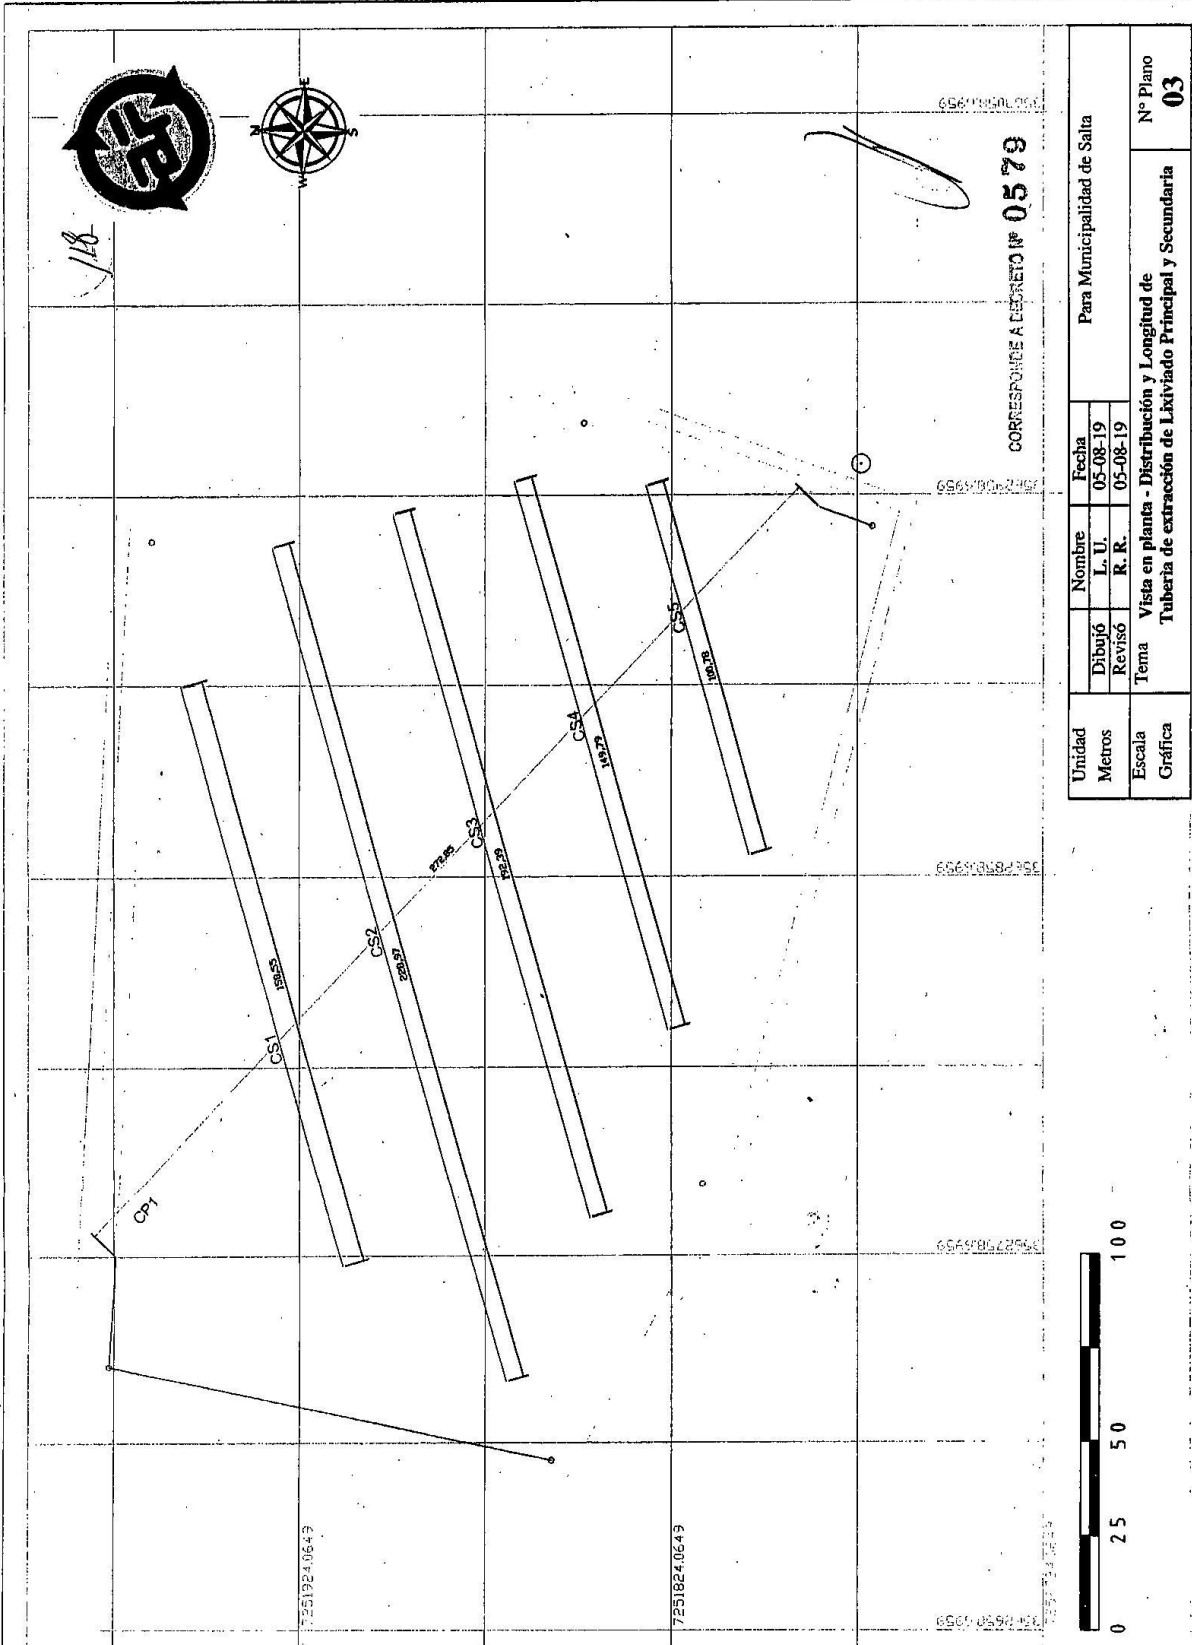 118
N
E
S
W
CORRESPONDE A DECRETO Nº 0579
CP1
CS1
CS2
CS3
CS4
CS5
158,55
220,97
272,85
192,39
149,79
100,78
7251924.0649
7251824.0649
0 25 50 100
Unidad
Metros
Escala
Gráfica
Nombre Fecha
Dibujó L. U. 05-08-19
Revisó R. R. 05-08-19
Para Municipalidad de Salta
Tema Vista en planta - Distribución y Longitud de
Tubería de extracción de Lixiviado Principal y Secundaria
Nº Plano
03